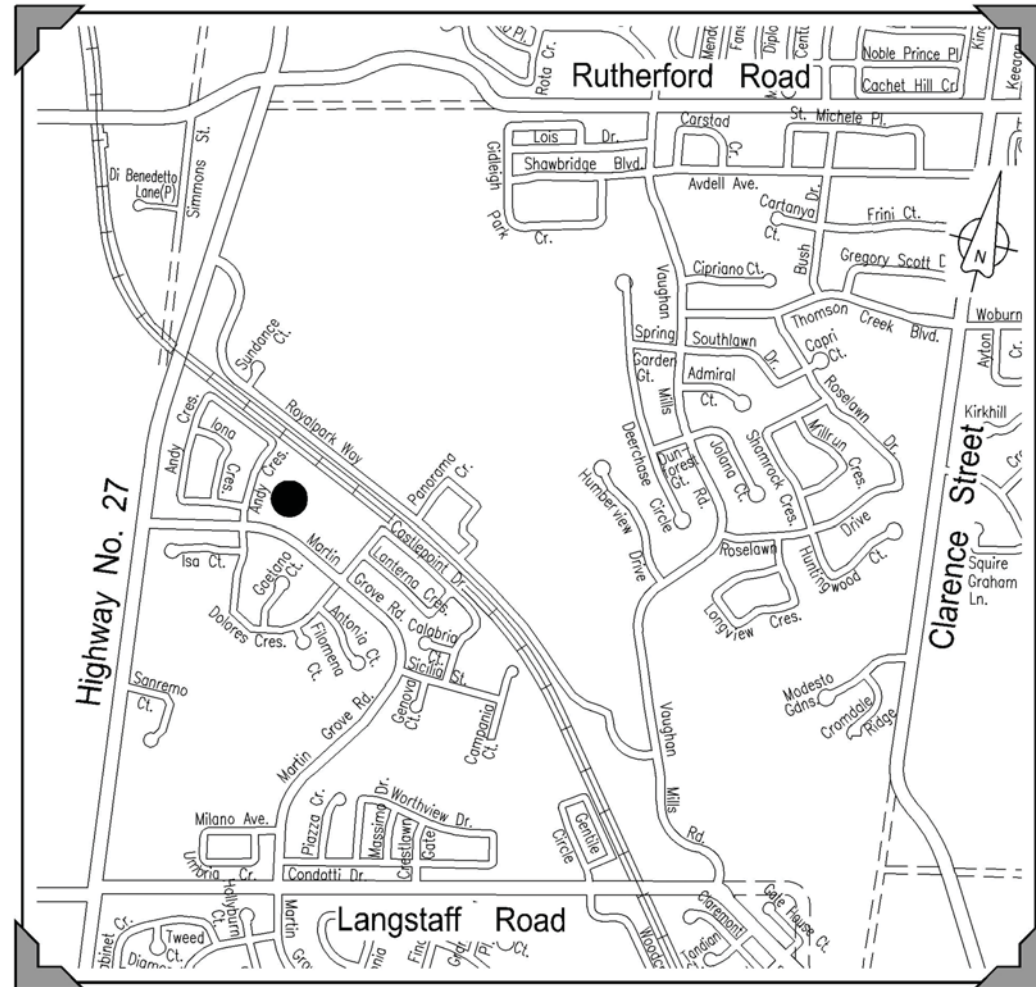 Rutherford Road
Noble Prince Pl
Cachet Hill Cr.
Rota Cr.
St. Michele Pl.
Carstad
Cr.
Lois Dr.
Shawbridge Blvd.
Avdell Ave.
Gidleigh
Park
Cr.
Simmons St.
Di Benedetto
Lane(P)
Cartanya
Ct.
Frini Ct.
Bush Dr.
Gregory Scott
N
Cipriano Ct.
Vaughan
Mills
Rd.
Thomson Creek Blvd.
Woburn
Ayton
Cr.
Spring
Garden
Gt.
Southlawn
Dr.
Capri
Ct.
Admiral
Ct.
Roselawn Dr.
Kirkhill
Sundance
Ct.
Royalpark Way
Andy Cres.
Iona
Cres.
Andy Cres.
Panorama
Cr.
Deerchase Circle
Dun-
forest
Gt.
Jolana Ct.
Shamrock Cres.
Millrun
Cres.
Humberview
Drive
Roselawn
Drive
Huntingwood Ct.
Longview Cres.
Clarence Street
Squire
Graham
Ln.
Highway No. 27
Martin
Grove Rd.
Castlepoint Dr.
Lanterna Cres.
Isa Ct.
Gaetano
Ct.
Dolores Cres.
Filomena
Ct.
Antonia Ct.
Calabria
Ct.
Sicilia St.
Genova
Ct.
Campania
Ct.
Sanremo
Ct.
Martin Grove Rd.
Modesto
Gdns.
Cromdale
Ridge
Vaughan
Mills
Rd.
Milano Ave.
Umbria Cr.
Piazza Cr.
Massimo Dr.
Crestlawn
Gate
Worthview Dr.
Condotti Dr.
Gentile
Circle
Langstaff Road
Hollyburn
Ct.
Martin
Tweed
Ct.
Claremont
Gate House Ct.